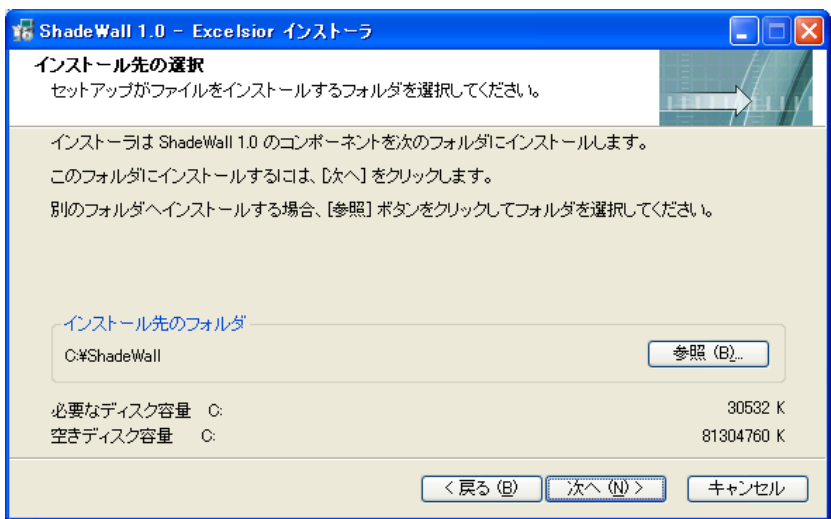 ShadeWall 1.0 - Excelsior インストーラ
インストール先の選択
セットアップがファイルをインストールするフォルダを選択してください。
インストーラは ShadeWall 1.0 のコンポーネントを次のフォルダにインストールします。
このフォルダにインストールするには、[次へ] をクリックします。
別のフォルダへインストールする場合、[参照] ボタンをクリックしてフォルダを選択してください。
インストール先のフォルダ
C:¥ShadeWall 参照 (B)...
必要なディスク容量 C: 30532 K
空きディスク容量 C: 81304760 K
< 戻る (B) 次へ (N) > キャンセル